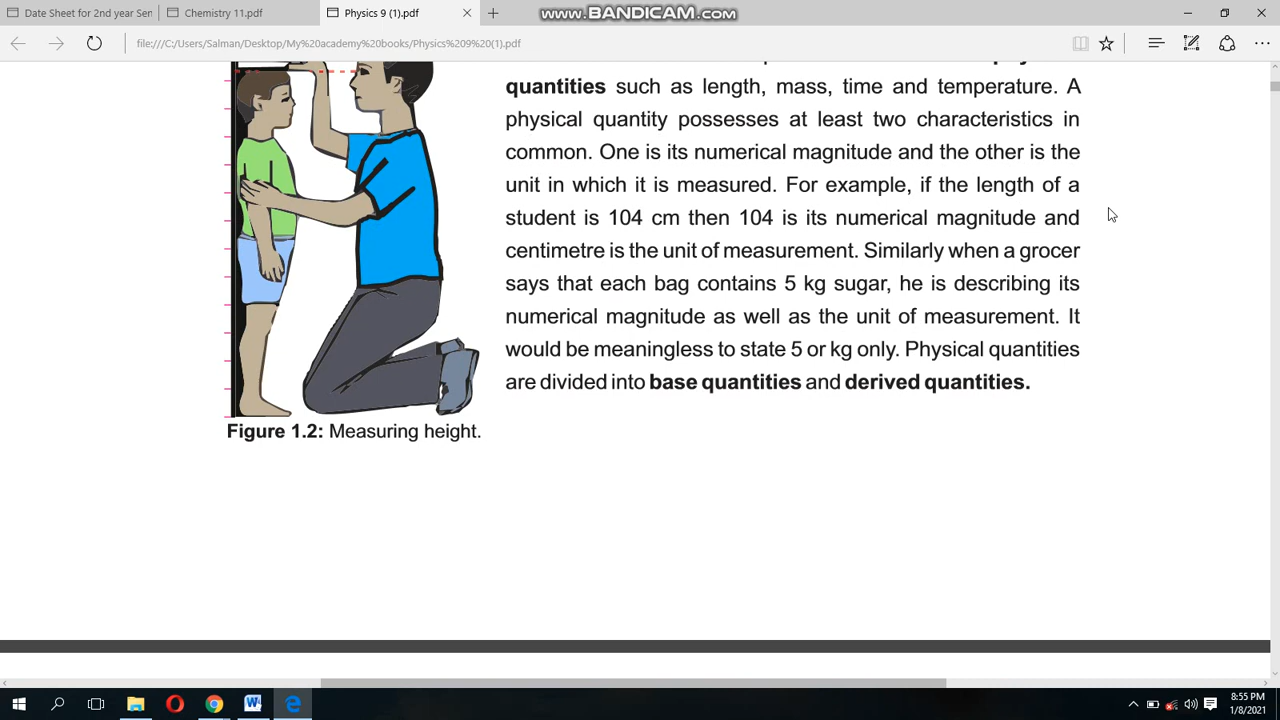 Date Sheet for 2nd year Sen
Chemistry 11.2
Physics 9 (1).pdf
www.BANDICAM.com
file:///C:/Users/Salman/Desktop/My%20academy%20books/Physics%209%20(1).pdf
quantities such as length, mass, time and temperature. A
physical quantity possesses at least two characteristics in
common. One is its numerical magnitude and the other is the
unit in which it is measured. For example, if the length of a
student is 104 cm then 104 is its numerical magnitude and
centimetre is the unit of measurement. Similarly when a grocer
says that each bag contains 5 kg sugar, he is describing its
numerical magnitude as well as the unit of measurement. It
would be meaningless to state 5 or kg only. Physical quantities
are divided into base quantities and derived quantities.
Figure 1.2: Measuring height.
8:55 PM
1/8/2021